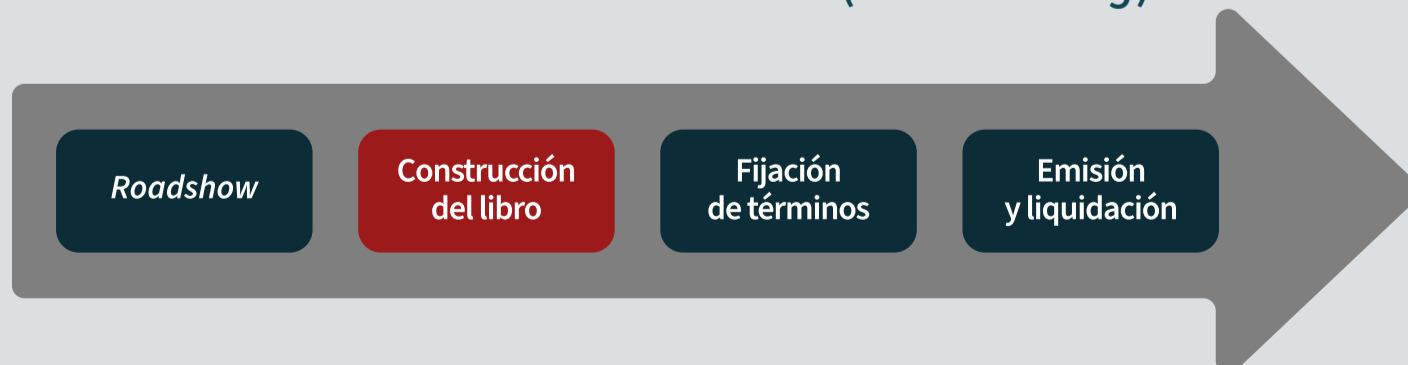 Roadshow
Construcción
del libro
Fijación
de términos
Emisión
y liquidación